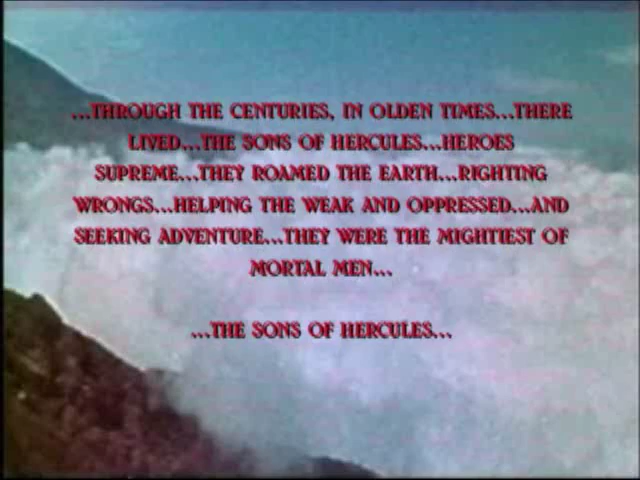 ...THROUGH THE CENTURIES, IN OLDEN TIMES...THERE
LIVED...THE SONS OF HERCULES...HEROES
SUPREME...THEY ROAMED THE EARTH...RIGHTING
WRONGS...HELPING THE WEAK AND OPPRESSED...AND
SEEKING ADVENTURE...THEY WERE THE MIGHTIEST OF
MORTAL MEN...
...THE SONS OF HERCULES...